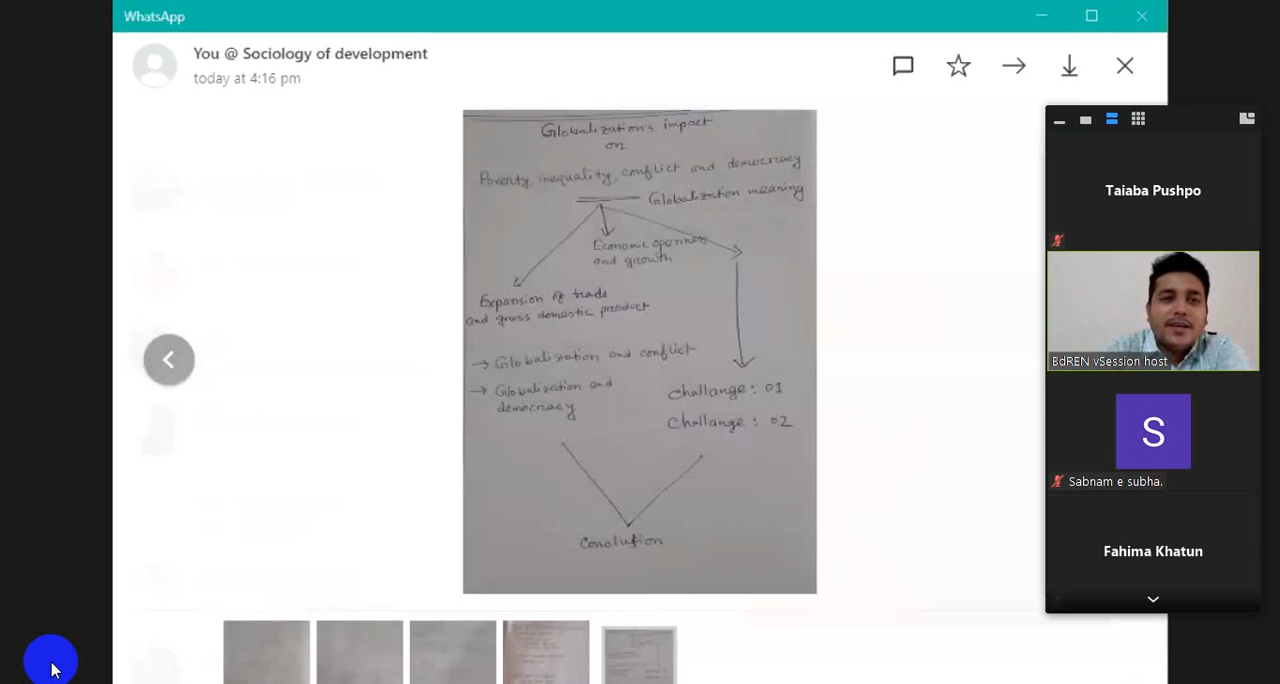 WhatsApp
You @ Sociology of development
today at 4:16 pm
Globalization's impact
on
Poverty, inequality, conflict and democracy
Globalization meaning
Economic openness
and growth
Expansion of trade
and gross domestic product
→ Globalization and conflict
→ Globalization and
democracy
Challange: 01
Challange: 02
Conclusion
Taiaba Pushpo
BdREN vSession host
S
Sabnam e subha.
Fahima Khatun